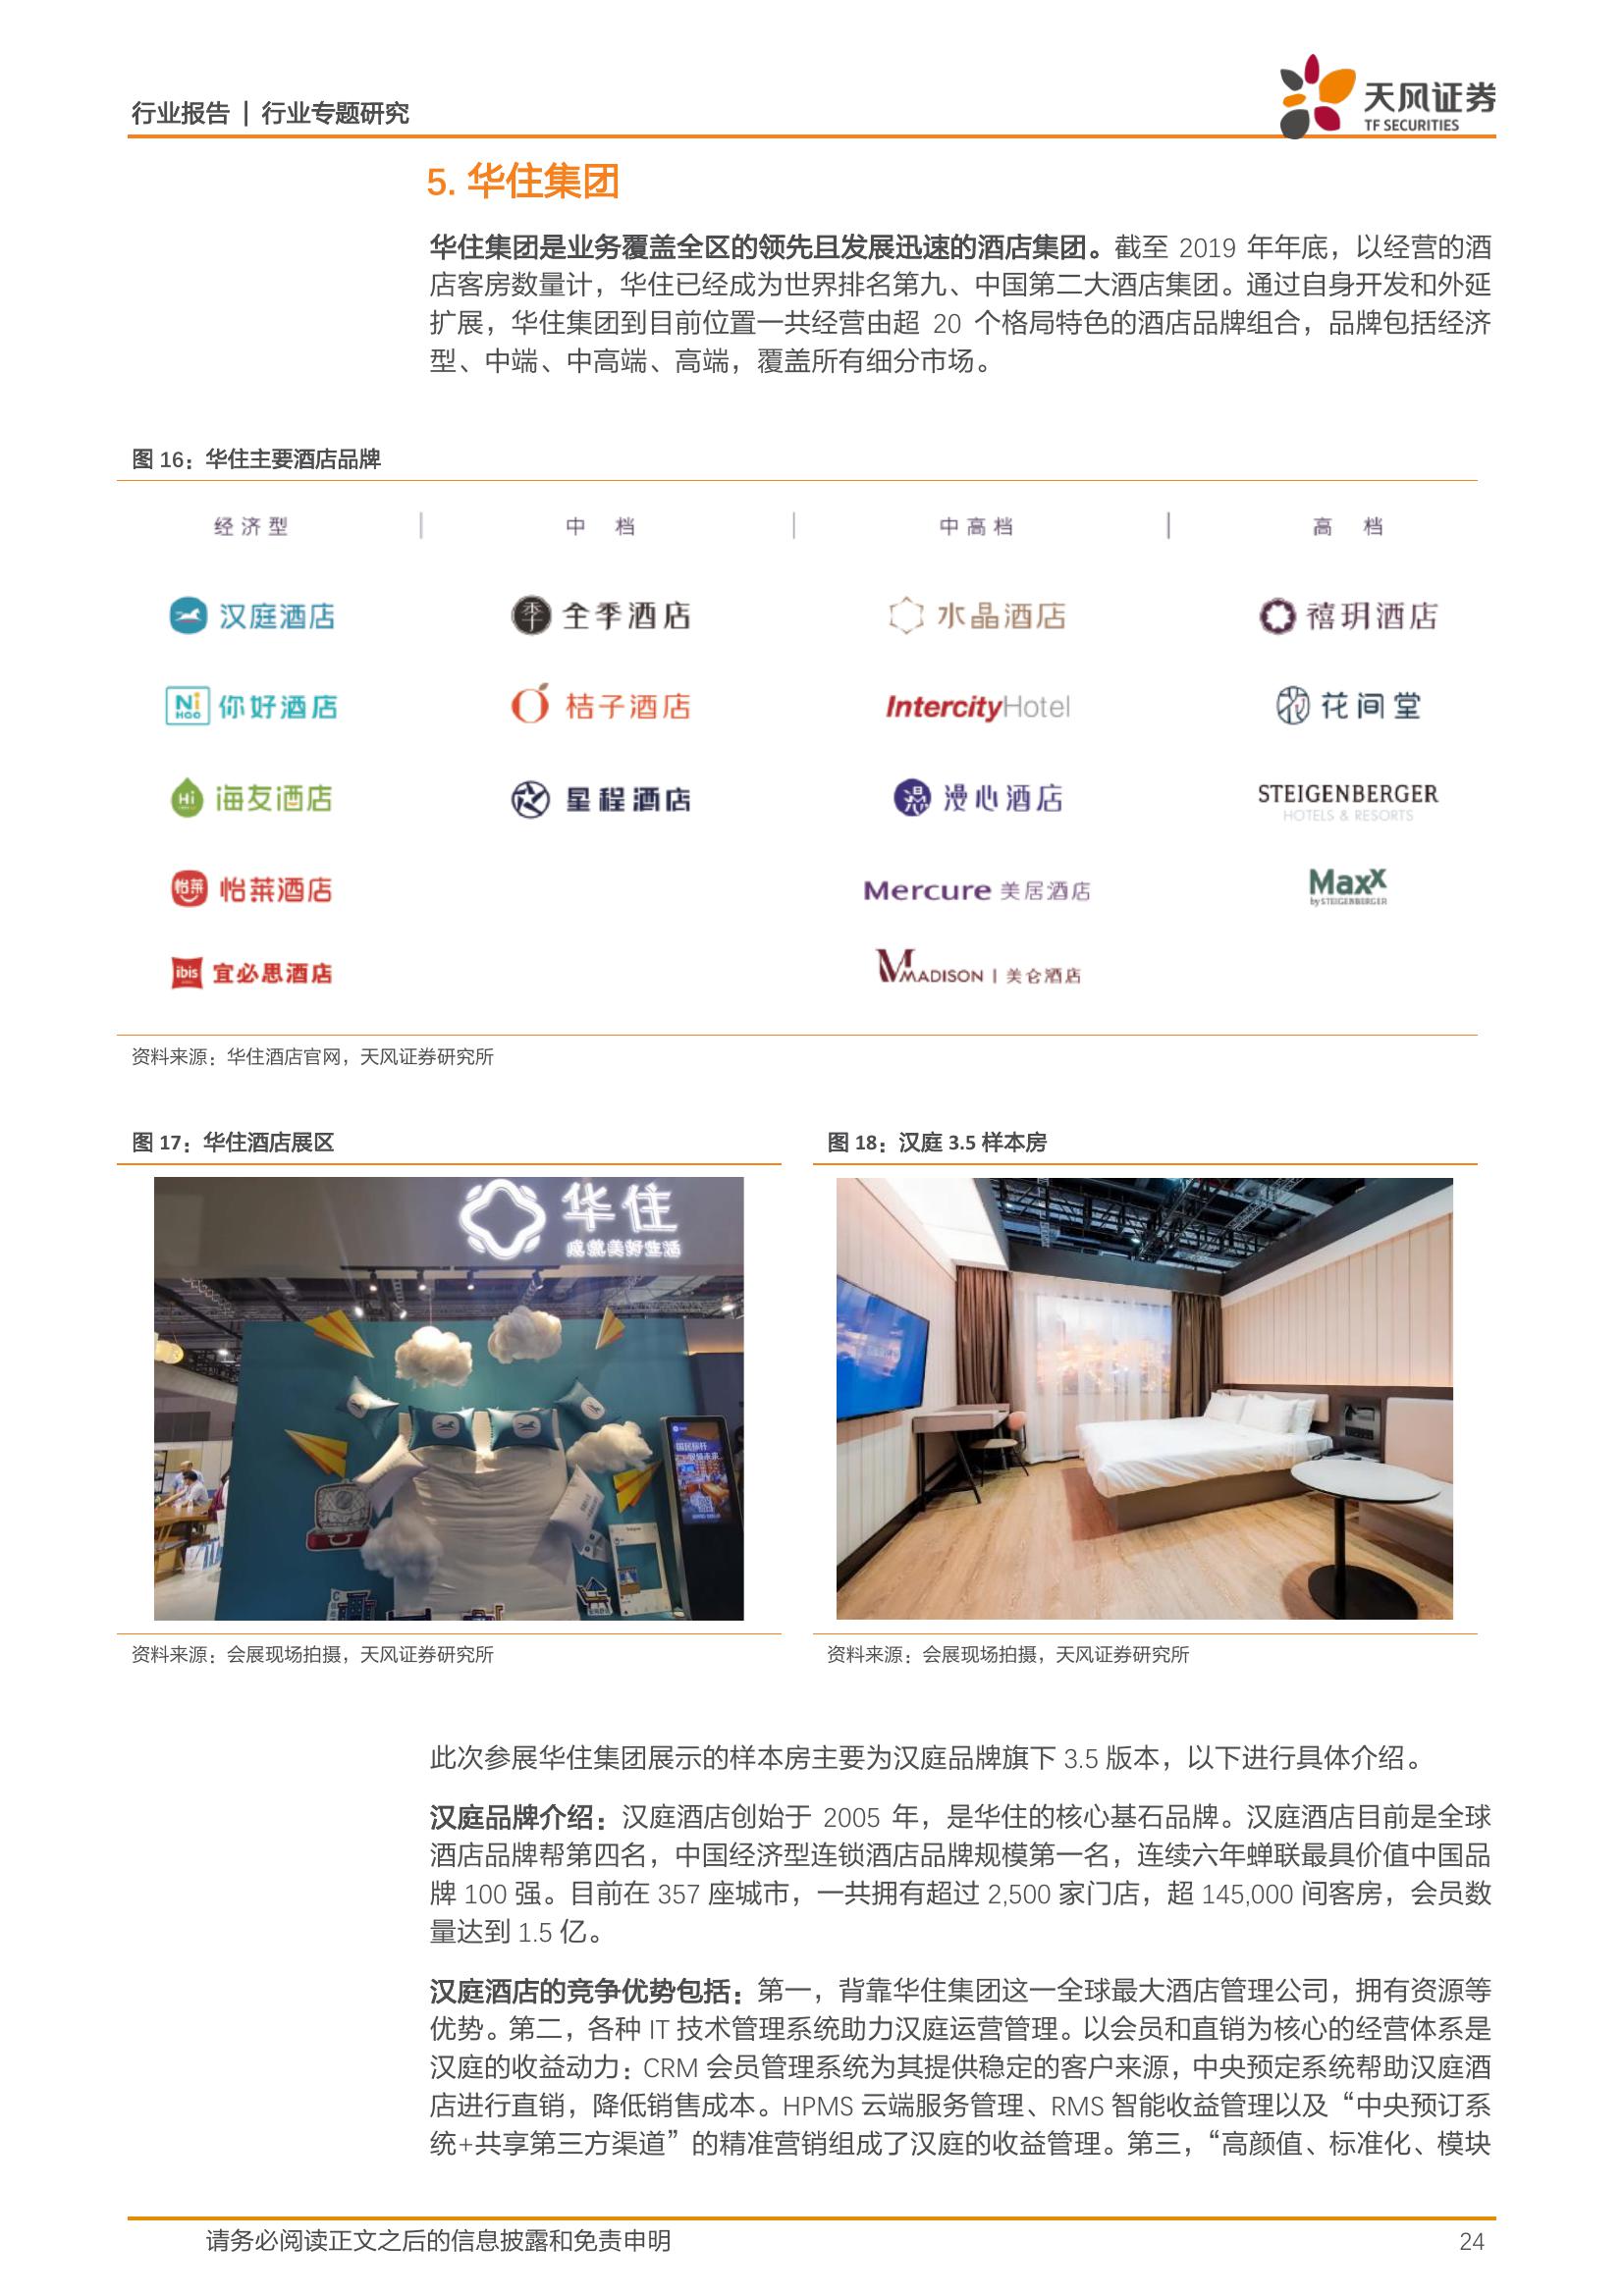 行业报告 | 行业专题研究
天风证券
TF SECURITIES
5. 华住集团
华住集团是业务覆盖全区的领先且发展迅速的酒店集团。截至 2019 年年底，以经营的酒
店客房数量计，华住已经成为世界排名第九、中国第二大酒店集团。通过自身开发和外延
扩展，华住集团到目前位置一共经营由超 20 个格局特色的酒店品牌组合，品牌包括经济
型、中端、中高端、高端，覆盖所有细分市场。
图 16：华住主要酒店品牌
经济型 | 中 档 | 中高档 | 高 档
汉庭酒店 季 全季酒店 水晶酒店 禧玥酒店
Ni HAO 你好酒店 桔子酒店 IntercityHotel 花间堂
Hi 海友酒店 星程酒店 漫心酒店 STEIGENBERGER
HOTELS & RESORTS
怡莱 怡莱酒店 Mercure 美居酒店 Maxx
by STEIGENBERGER
ibis 宜必思酒店 MADISON | 美仑酒店
资料来源：华住酒店官网，天风证券研究所
图 17：华住酒店展区 图 18：汉庭 3.5 样本房
华住
成就美好生活
资料来源：会展现场拍摄，天风证券研究所 资料来源：会展现场拍摄，天风证券研究所
此次参展华住集团展示的样本房主要为汉庭品牌旗下 3.5 版本，以下进行具体介绍。
汉庭品牌介绍：汉庭酒店创始于 2005 年，是华住的核心基石品牌。汉庭酒店目前是全球
酒店品牌帮第四名，中国经济型连锁酒店品牌规模第一名，连续六年蝉联最具价值中国品
牌 100 强。目前在 357 座城市，一共拥有超过 2,500 家门店，超 145,000 间客房，会员数
量达到 1.5 亿。
汉庭酒店的竞争优势包括：第一，背靠华住集团这一全球最大酒店管理公司，拥有资源等
优势。第二，各种 IT 技术管理系统助力汉庭运营管理。以会员和直销为核心的经营体系是
汉庭的收益动力：CRM 会员管理系统为其提供稳定的客户来源，中央预定系统帮助汉庭酒
店进行直销，降低销售成本。HPMS 云端服务管理、RMS 智能收益管理以及“中央预订系
统+共享第三方渠道”的精准营销组成了汉庭的收益管理。第三，“高颜值、标准化、模块
请务必阅读正文之后的信息披露和免责申明 24